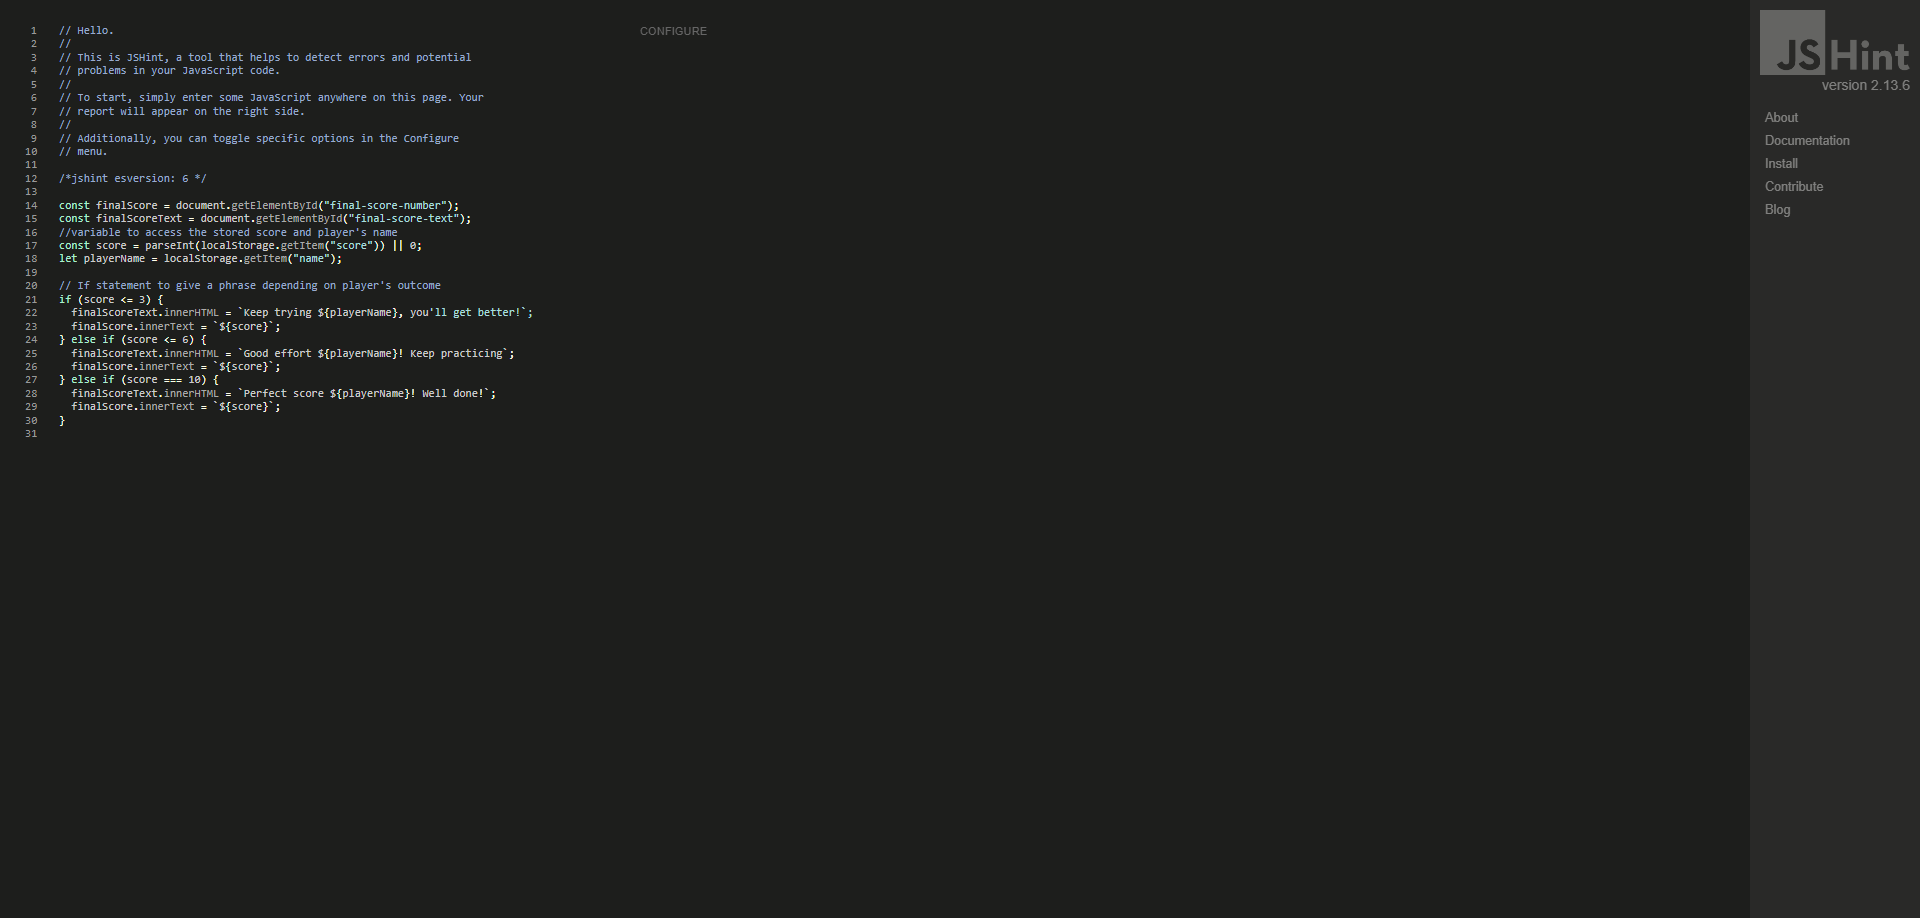 1 // Hello.
2 //
3 // This is JSHint, a tool that helps to detect errors and potential
4 // problems in your JavaScript code.
5 //
6 // To start, simply enter some JavaScript anywhere on this page. Your
7 // report will appear on the right side.
8 //
9 // Additionally, you can toggle specific options in the Configure
10 // menu.
11
12 /*jshint esversion: 6 */
13
14 const finalScore = document.getElementById("final-score-number");
15 const finalScoreText = document.getElementById("final-score-text");
16 //variable to access the stored score and player's name
17 const score = parseInt(localStorage.getItem("score")) || 0;
18 let playerName = localStorage.getItem("name");
19
20 // If statement to give a phrase depending on player's outcome
21 if (score <= 3) {
22   finalScoreText.innerHTML = `Keep trying ${playerName}, you'll get better!`;
23   finalScore.innerText = `${score}`;
24 } else if (score <= 6) {
25   finalScoreText.innerHTML = `Good effort ${playerName}! Keep practicing`;
26   finalScore.innerText = `${score}`;
27 } else if (score === 10) {
28   finalScoreText.innerHTML = `Perfect score ${playerName}! Well done!`;
29   finalScore.innerText = `${score}`;
30 }
31
CONFIGURE
JSHint
version 2.13.6
About
Documentation
Install
Contribute
Blog